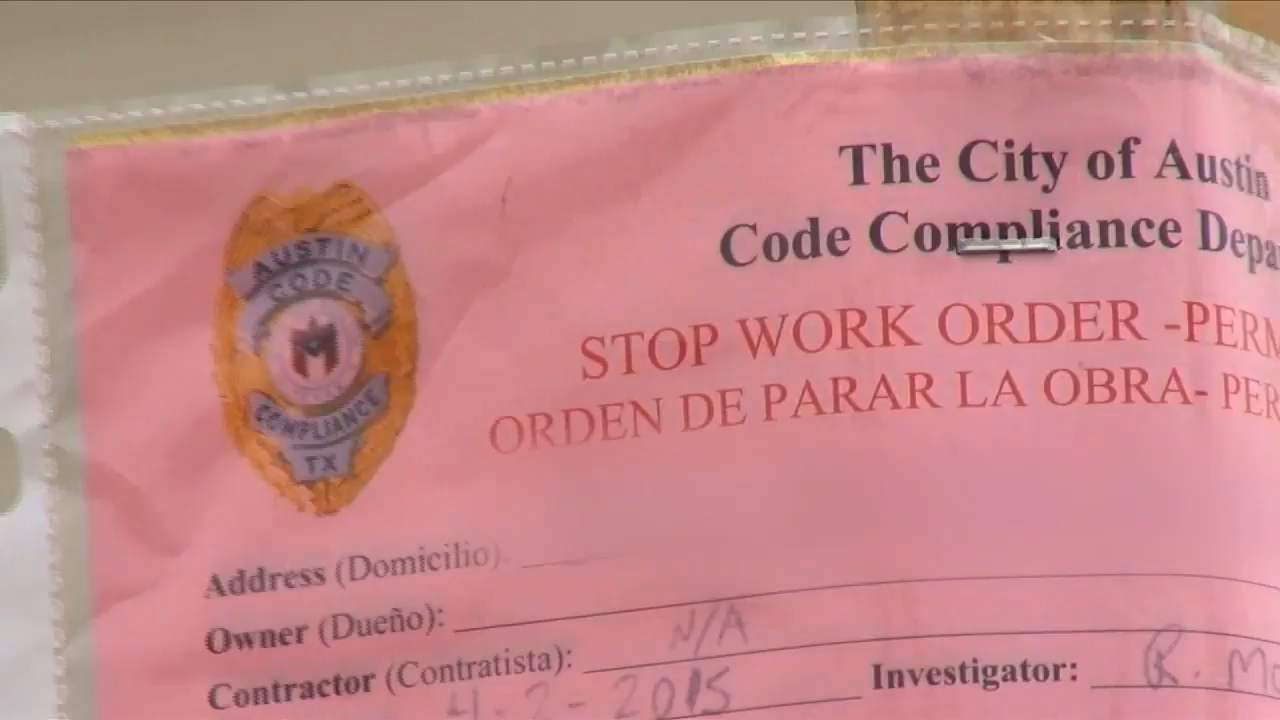 The City of Austin
Code Compliance
STOP WORK ORDER -PERM
ORDEN DE PARAR LA OBRA- PER
AUSTIN
CODE
COMPLIANCE
TX
Address (Domicilio):
Owner (Dueño):
Contractor (Contratista): N/A
Investigator: R.
4-2-2015